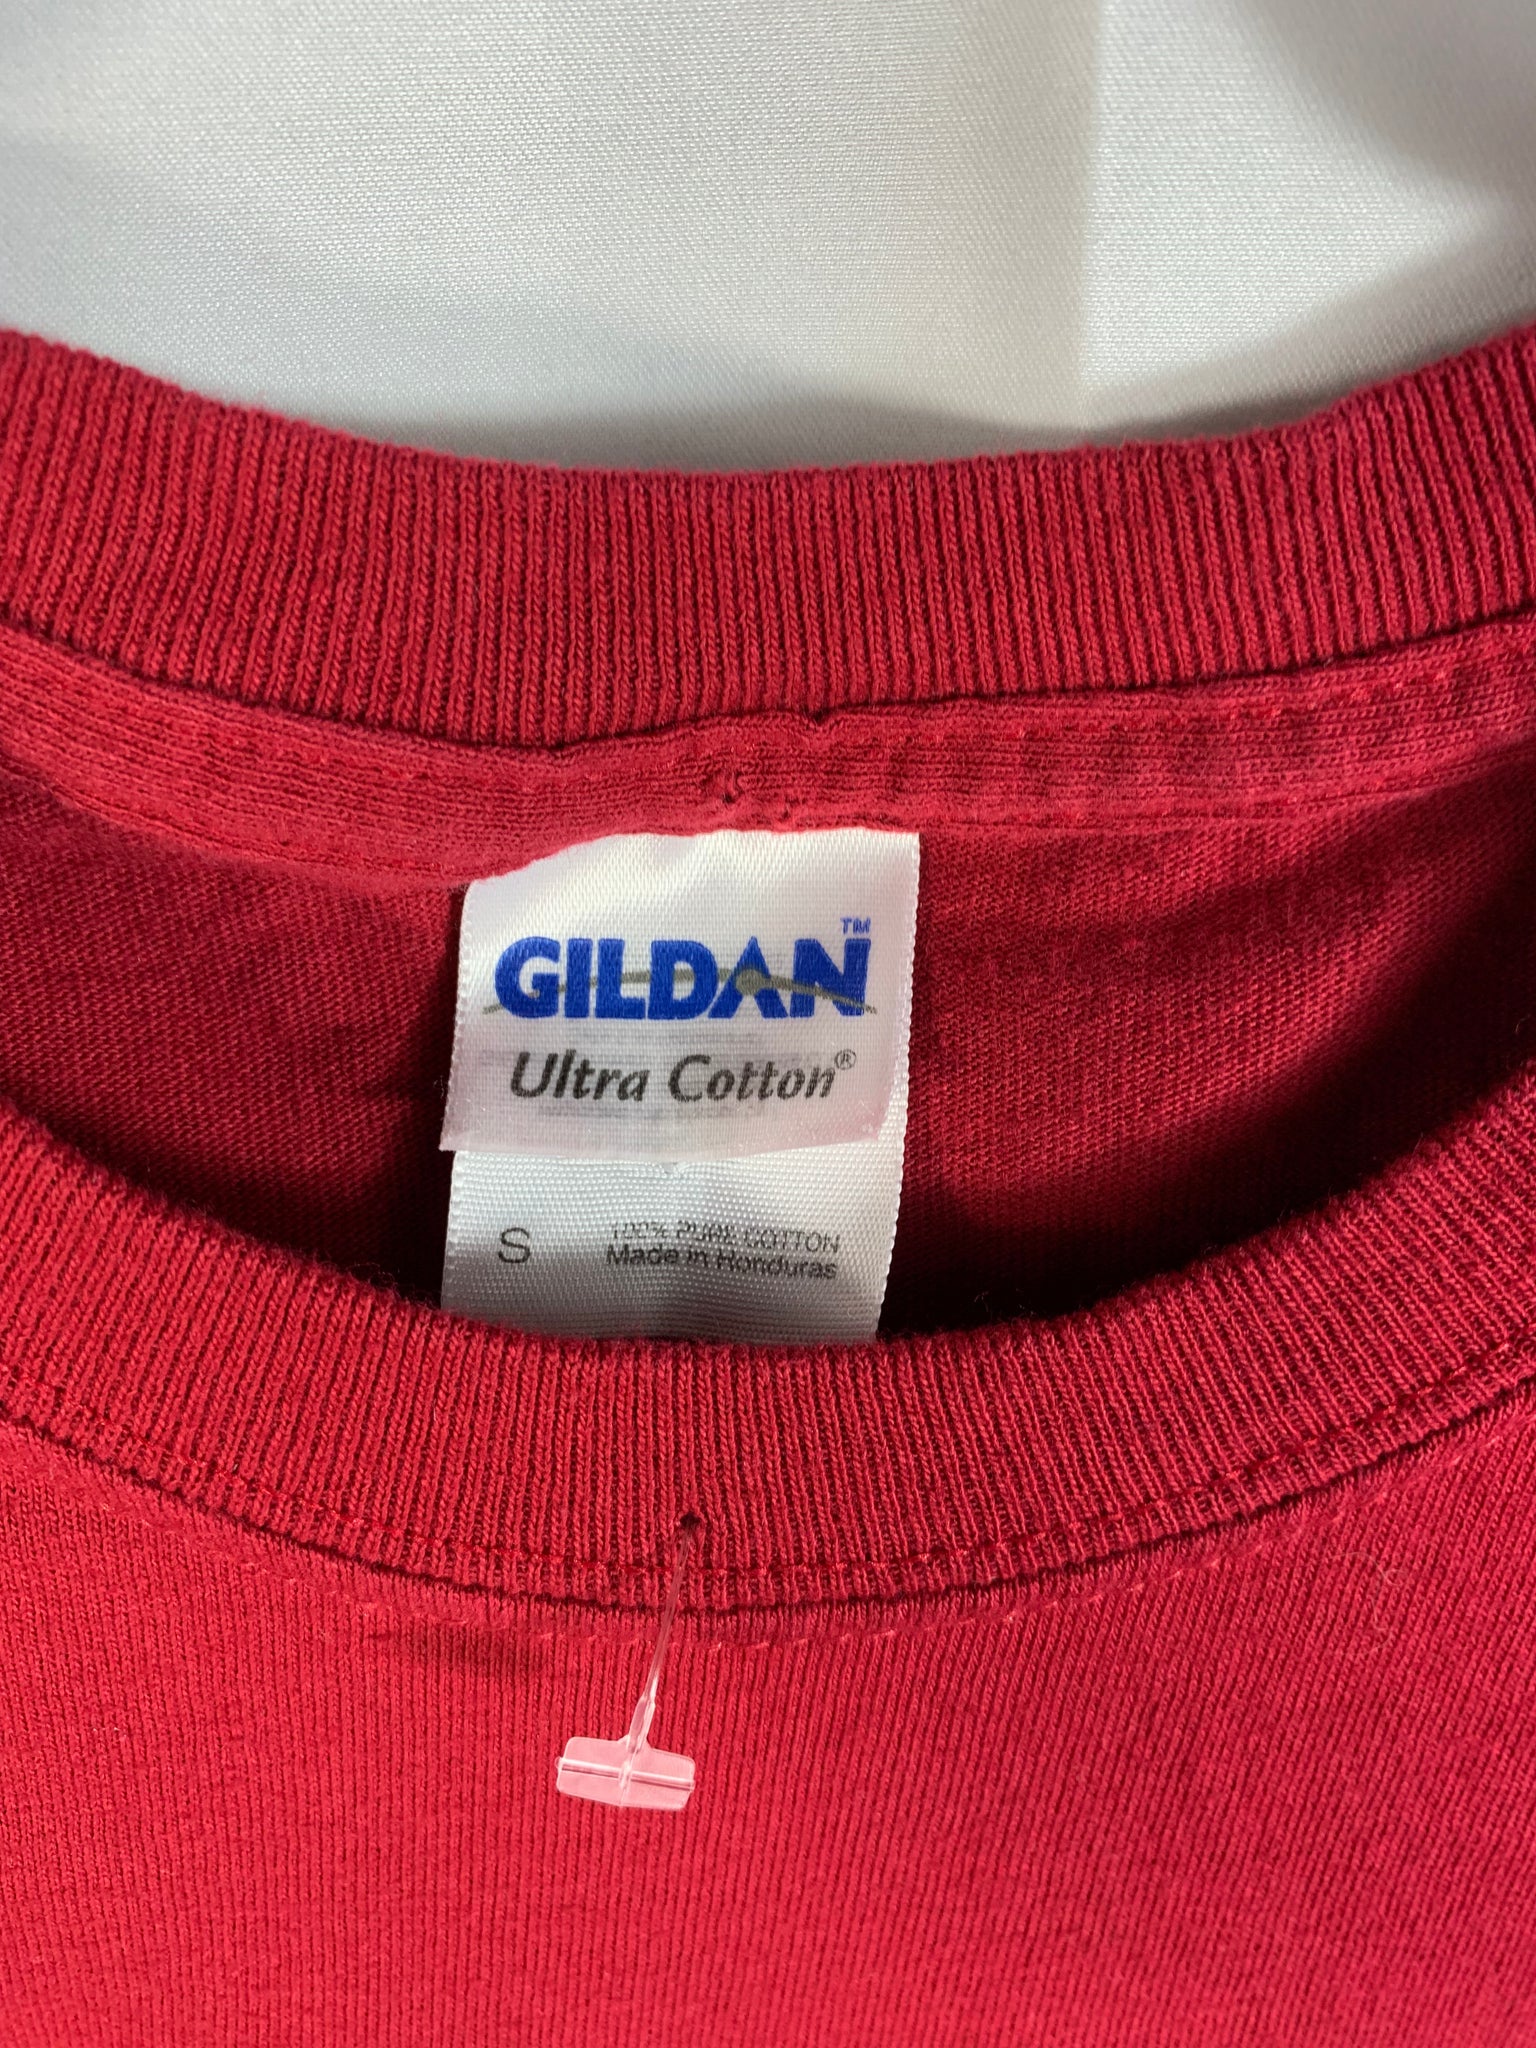 GILDAN™
Ultra Cotton®
S
100% PURE COTTON
Made in Honduras